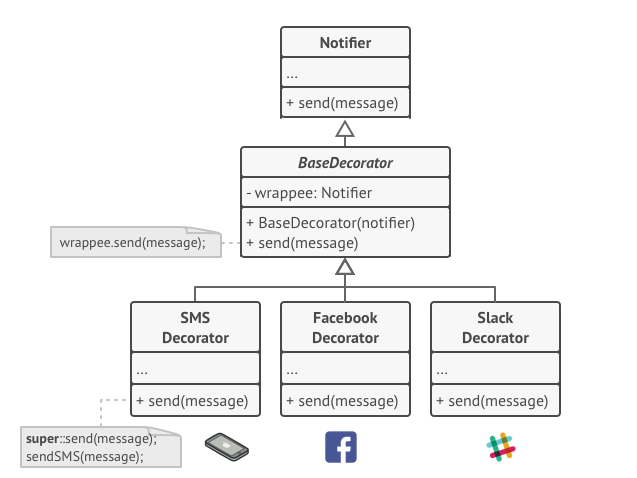 Notifier
...
+ send(message)
BaseDecorator
- wrappee: Notifier
+ BaseDecorator(notifier)
+ send(message)
wrappee.send(message);
SMS
Decorator
...
+ send(message)
Facebook
Decorator
...
+ send(message)
Slack
Decorator
...
+ send(message)
super::send(message);
sendSMS(message);